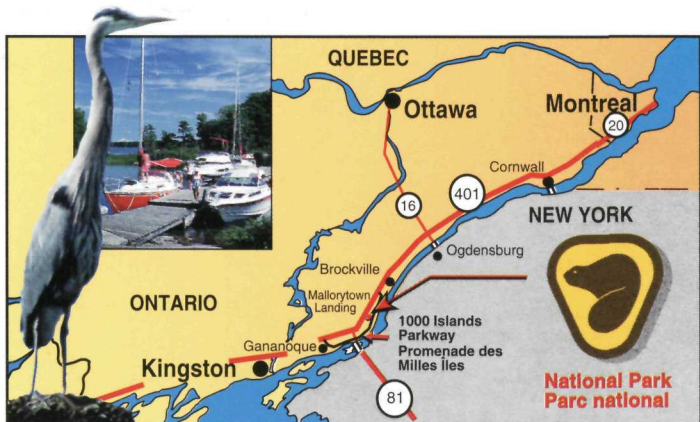 QUEBEC
Ottawa
Montreal
20
Cornwall
401
16
NEW YORK
Ogdensburg
Brockville
Mallorytown
Landing
ONTARIO
1000 Islands
Parkway
Promenade des
Milles Îles
Gananoque
Kingston
81
National Park
Parc national